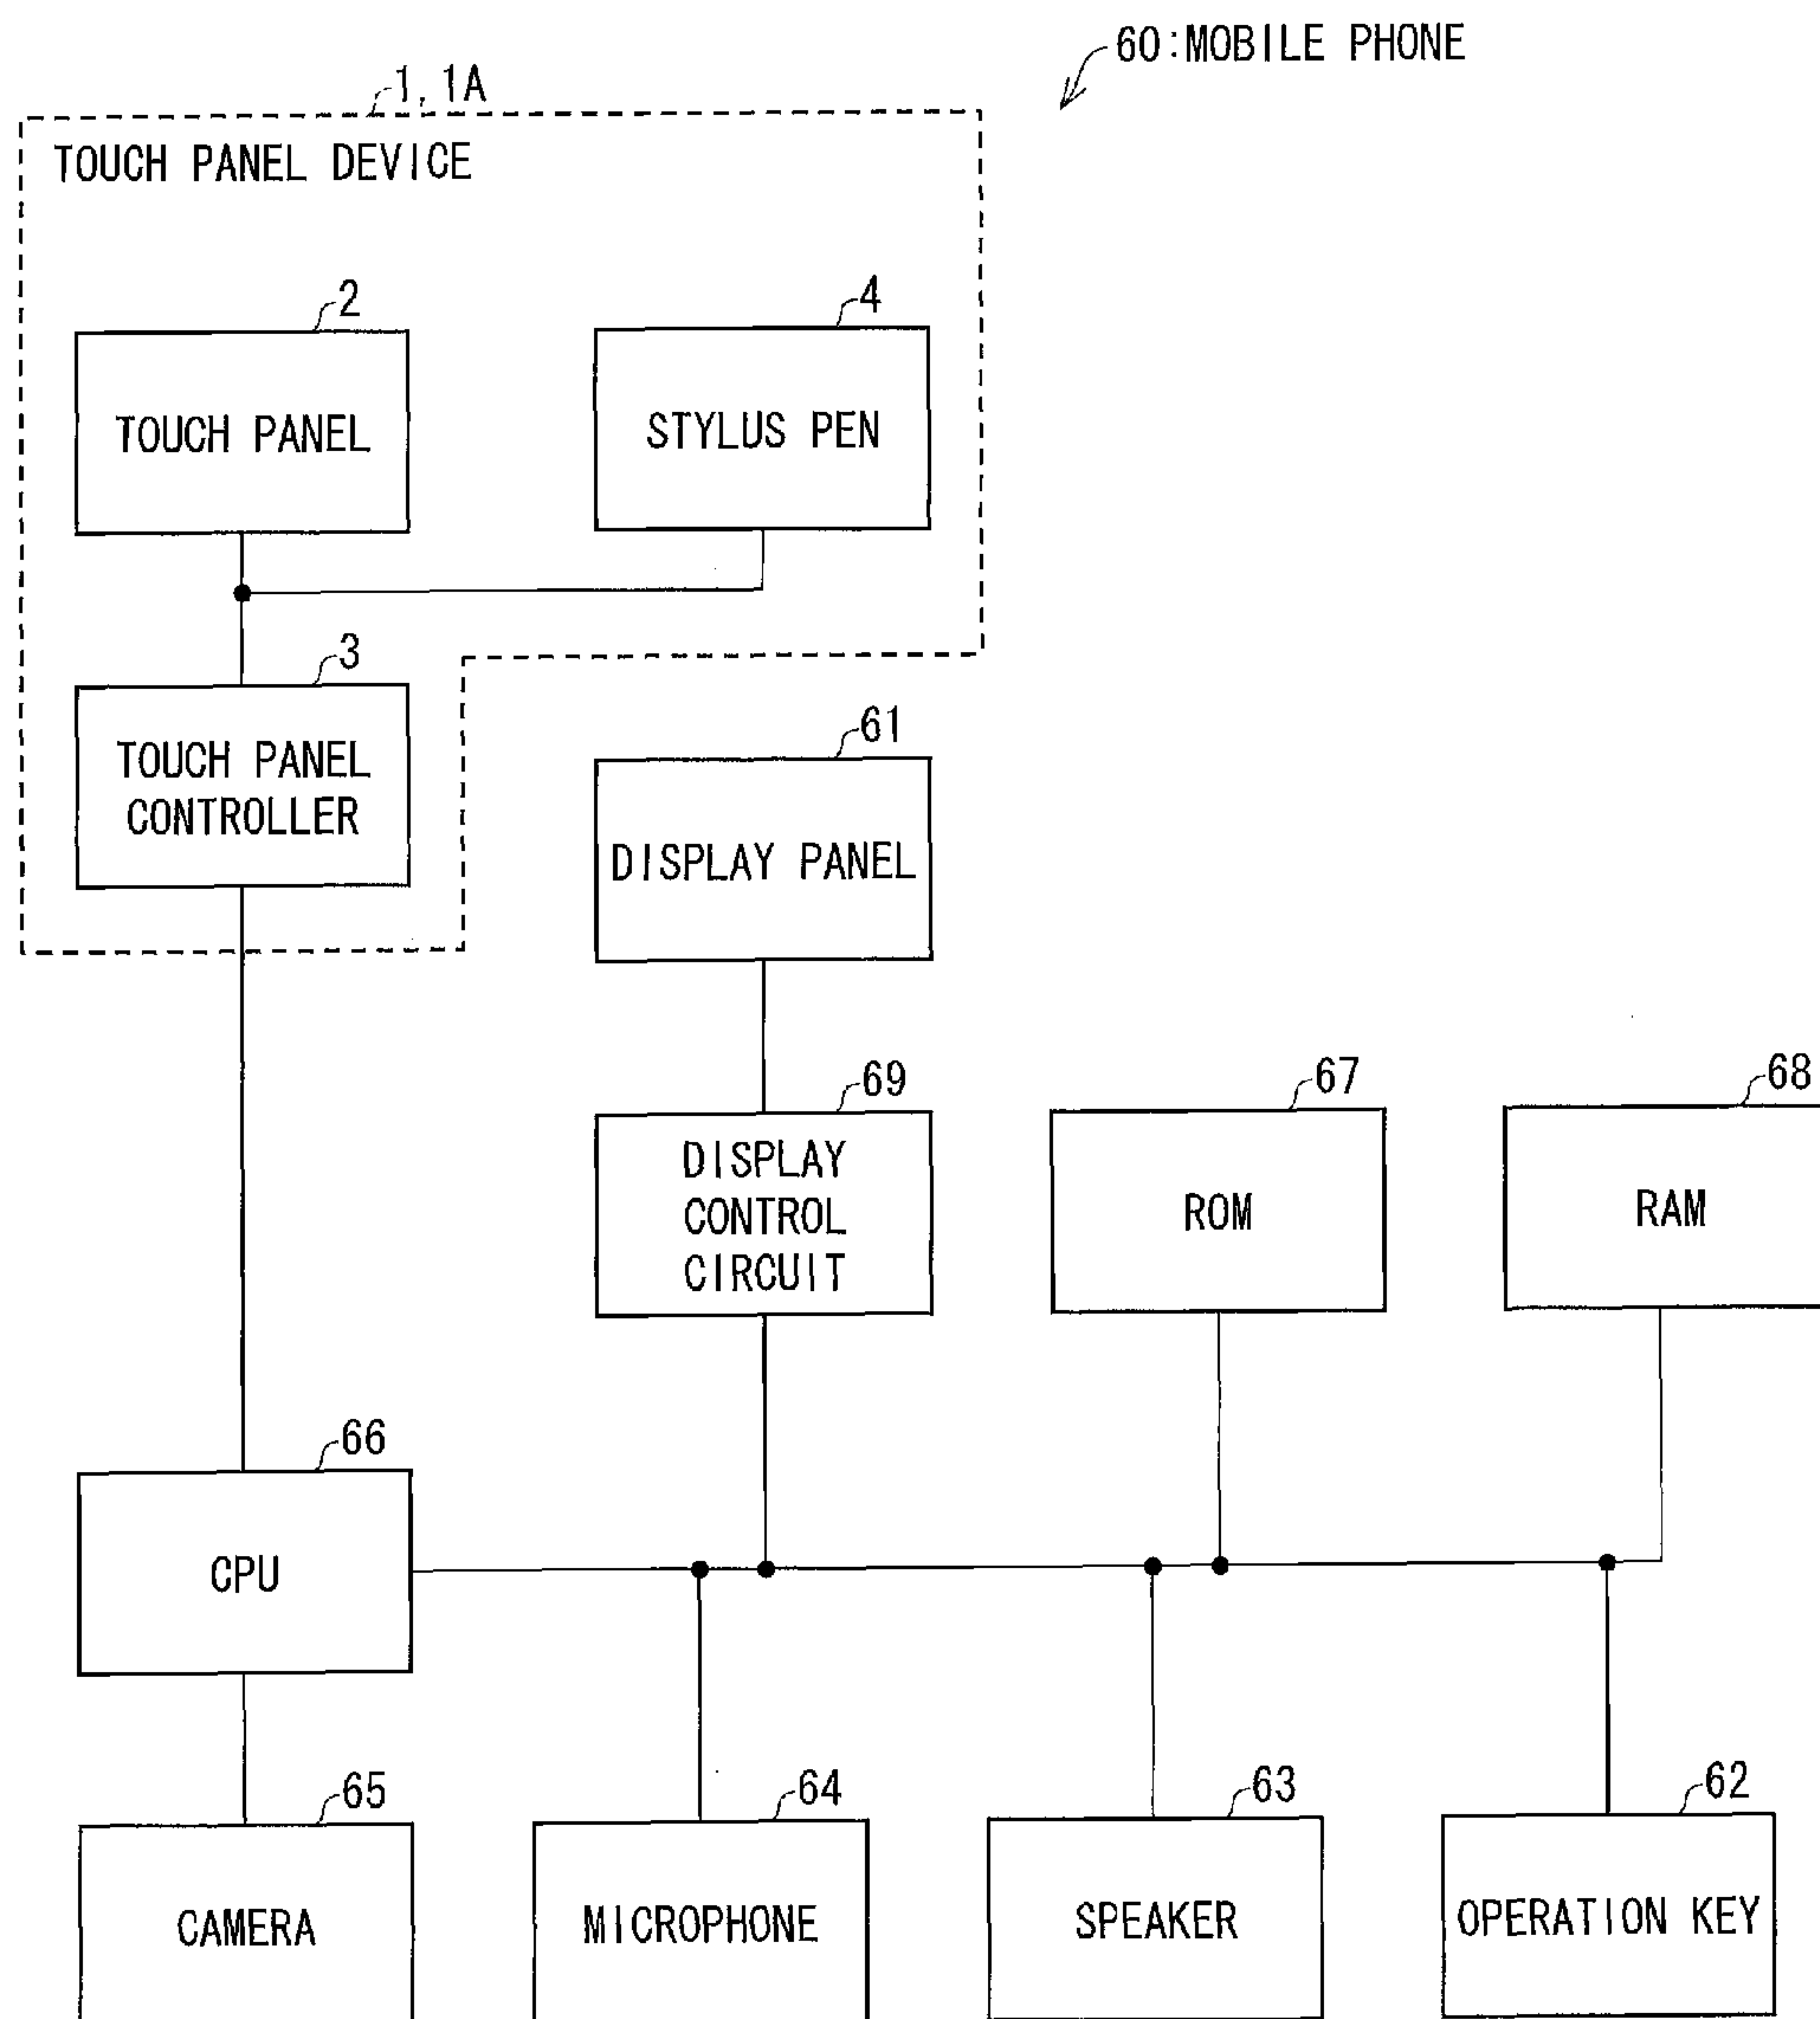 60:MOBILE PHONE
1,1A
TOUCH PANEL DEVICE
2
4
TOUCH PANEL
STYLUS PEN
3
TOUCH PANEL
CONTROLLER
61
DISPLAY PANEL
69
67
68
DISPLAY
CONTROL
CIRCUIT
ROM
RAM
66
CPU
65
64
63
62
CAMERA
MICROPHONE
SPEAKER
OPERATION KEY